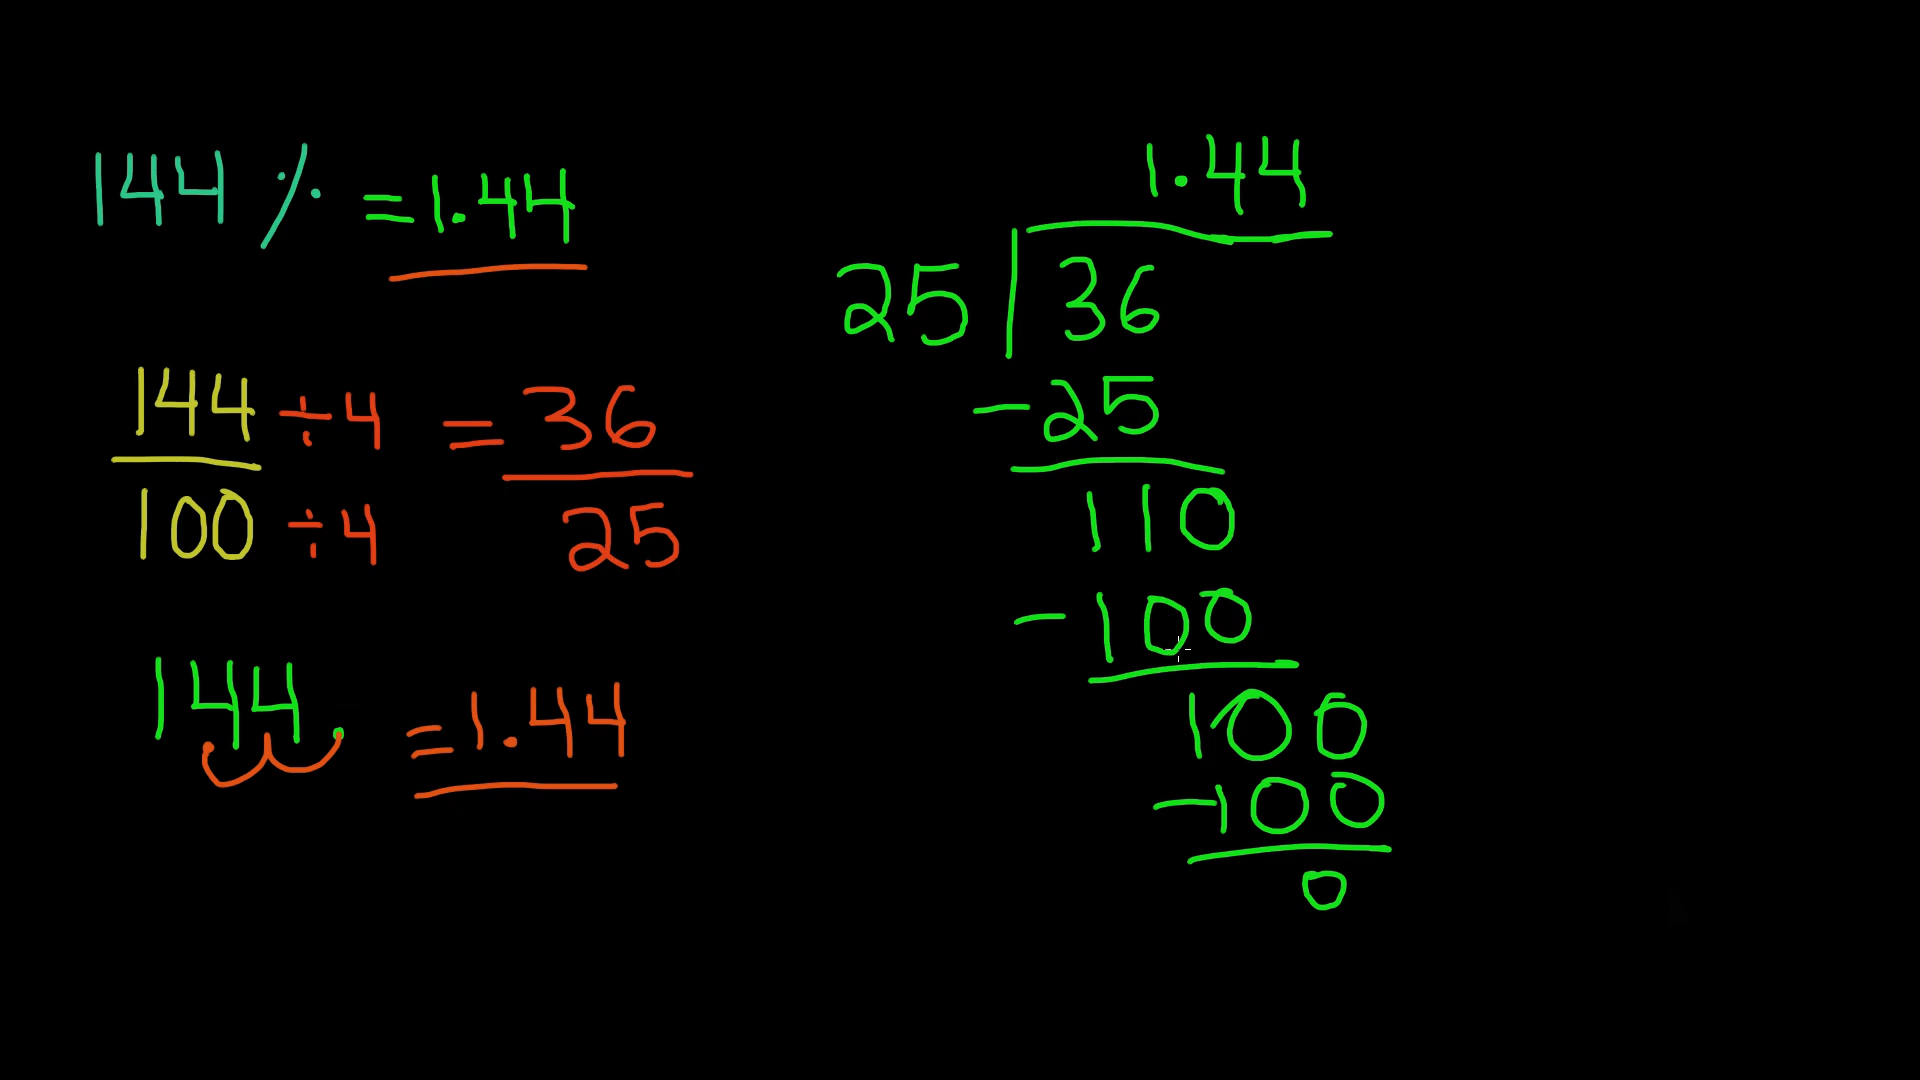 144 % = 1.44
144 ÷ 4 = 36
100 ÷ 4 25
144. = 1.44
1.44
25 36
- 25
110
- 100
100
- 100
0